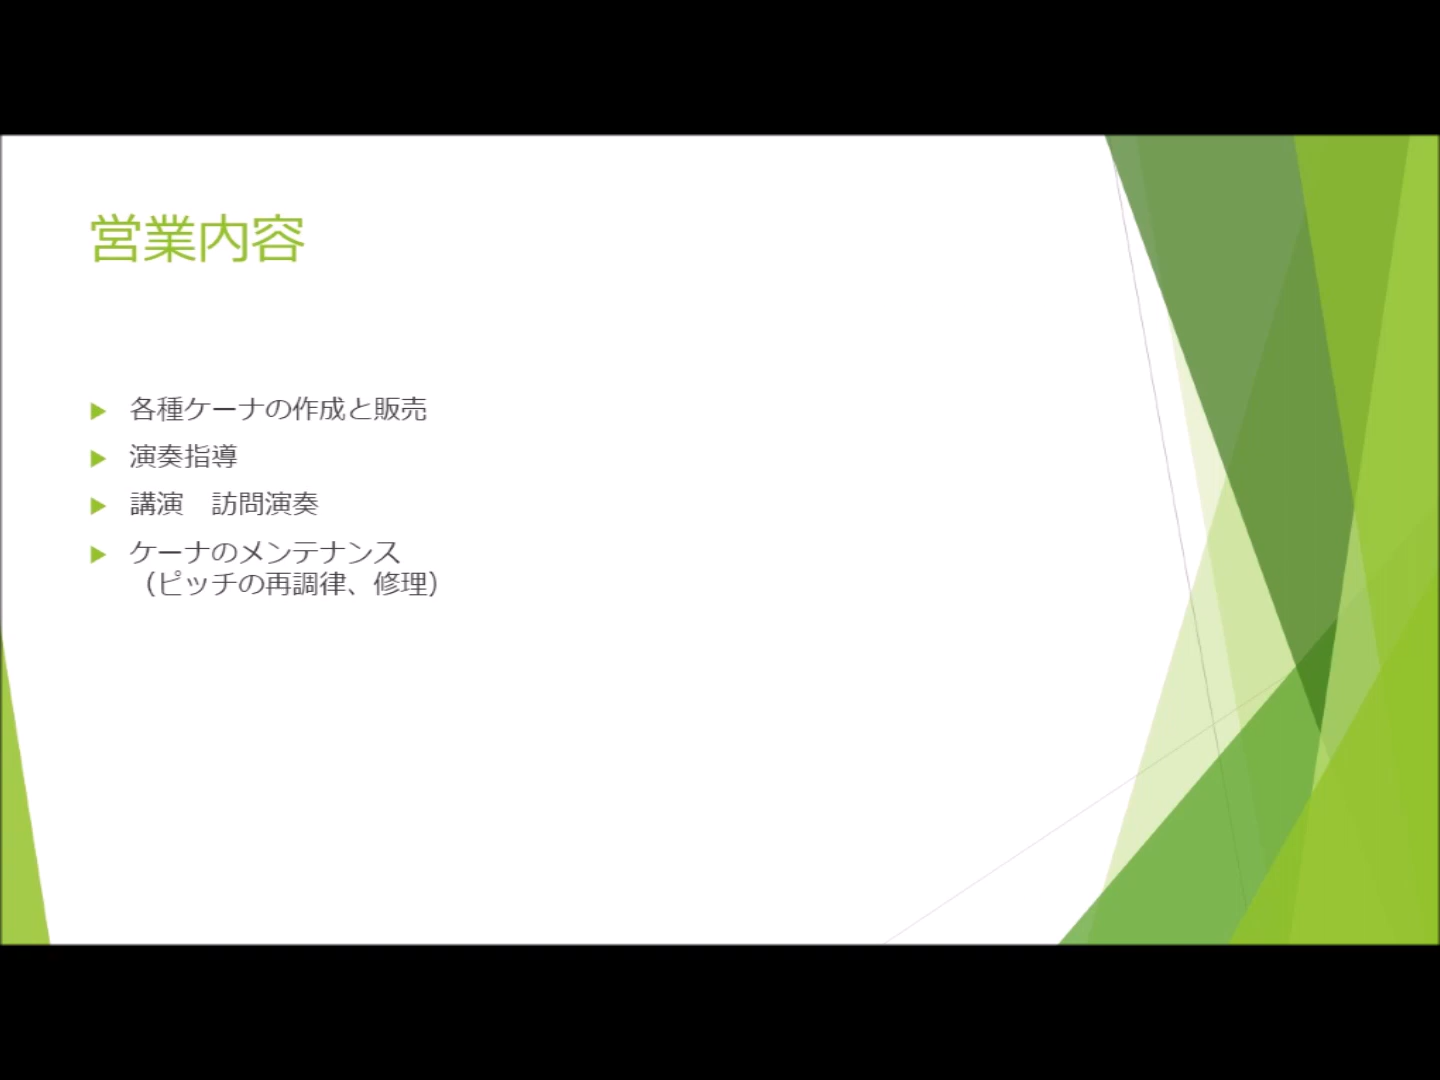 営業内容
各種ケーナの作成と販売
演奏指導
講演　訪問演奏
ケーナのメンテナンス
（ピッチの再調律、修理）